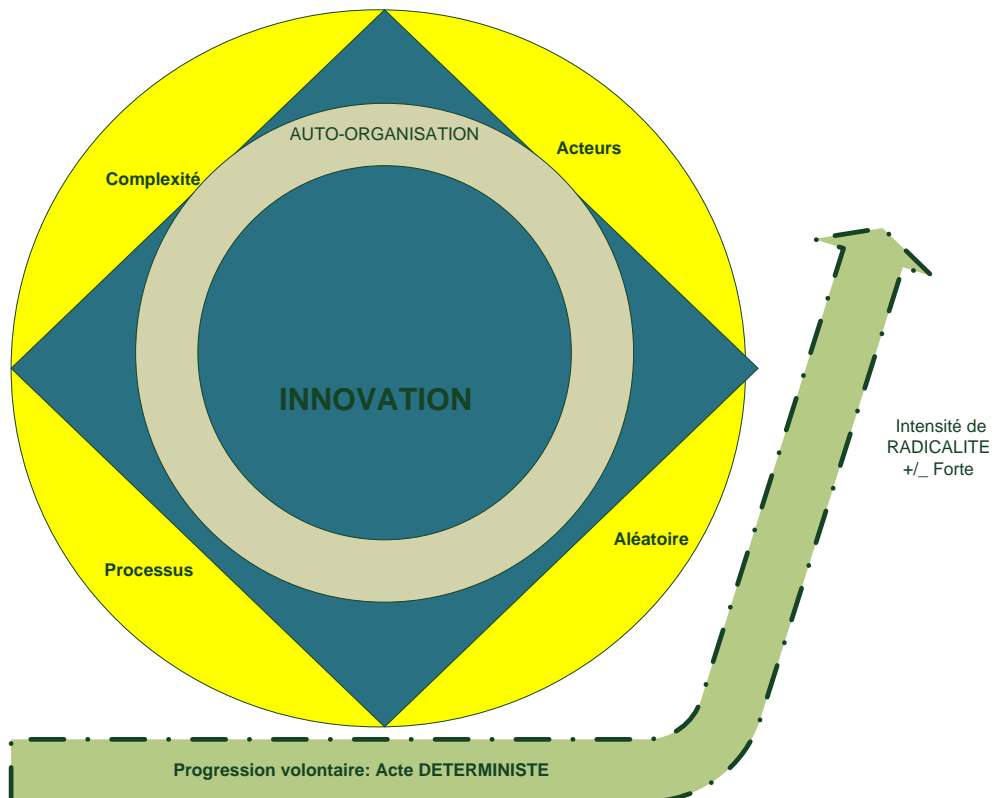 AUTO-ORGANISATION
Acteurs
Complexité
INNOVATION
Intensité de
RADICALITE
+/_ Forte
Aléatoire
Processus
Progression volontaire: Acte DETERMINISTE